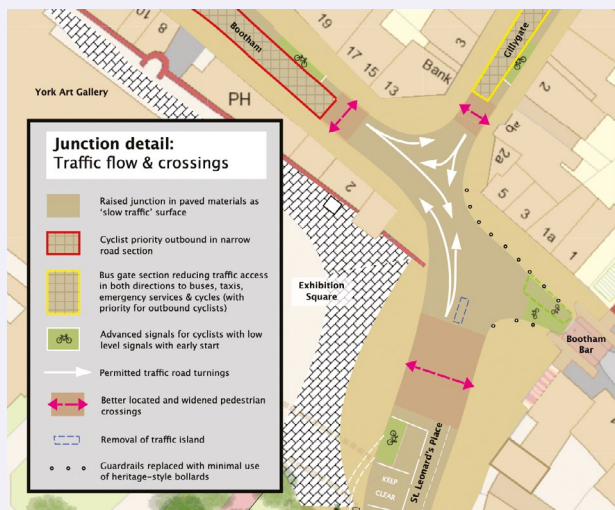 10
8
Bootham
19
17
15
13
Bank
3
Gillygate
2
2b
2a
5
3
1a
1
York Art Gallery
PH
2
Exhibition
Square
Bootham
Bar
St. Leonard's Place
KEEP
CLEAR
Junction detail:
Traffic flow & crossings
Raised junction in paved materials as
'slow traffic' surface
Cyclist priority outbound in narrow
road section
Bus gate section reducing traffic access
in both directions to buses, taxis,
emergency services & cycles (with
priority for outbound cyclists)
Advanced signals for cyclists with low
level signals with early start
Permitted traffic road turnings
Better located and widened pedestrian
crossings
Removal of traffic island
Guardrails replaced with minimal use
of heritage-style bollards